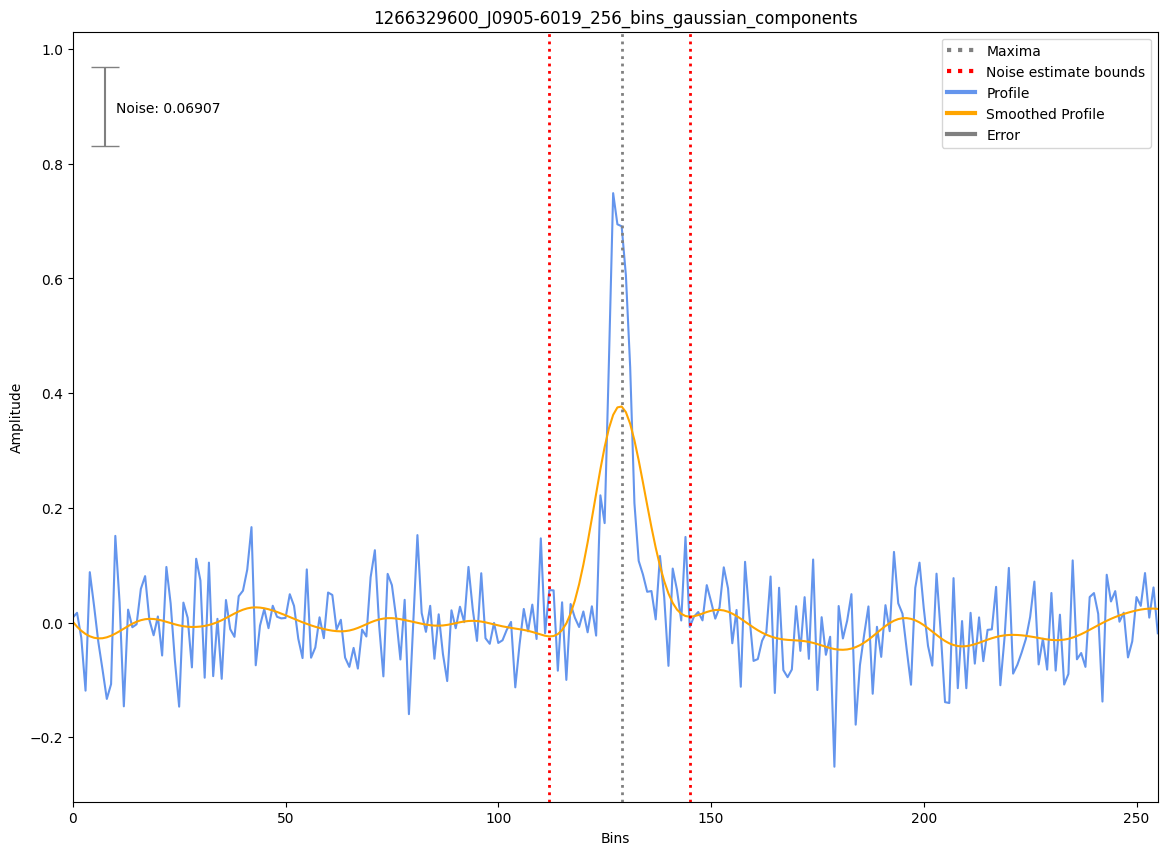 1266329600_J0905-6019_256_bins_gaussian_components
1.0
0.8
0.6
0.4
0.2
0.0
−0.2
Amplitude
Noise: 0.06907
Maxima
Noise estimate bounds
Profile
Smoothed Profile
Error
0
50
100
150
200
250
Bins